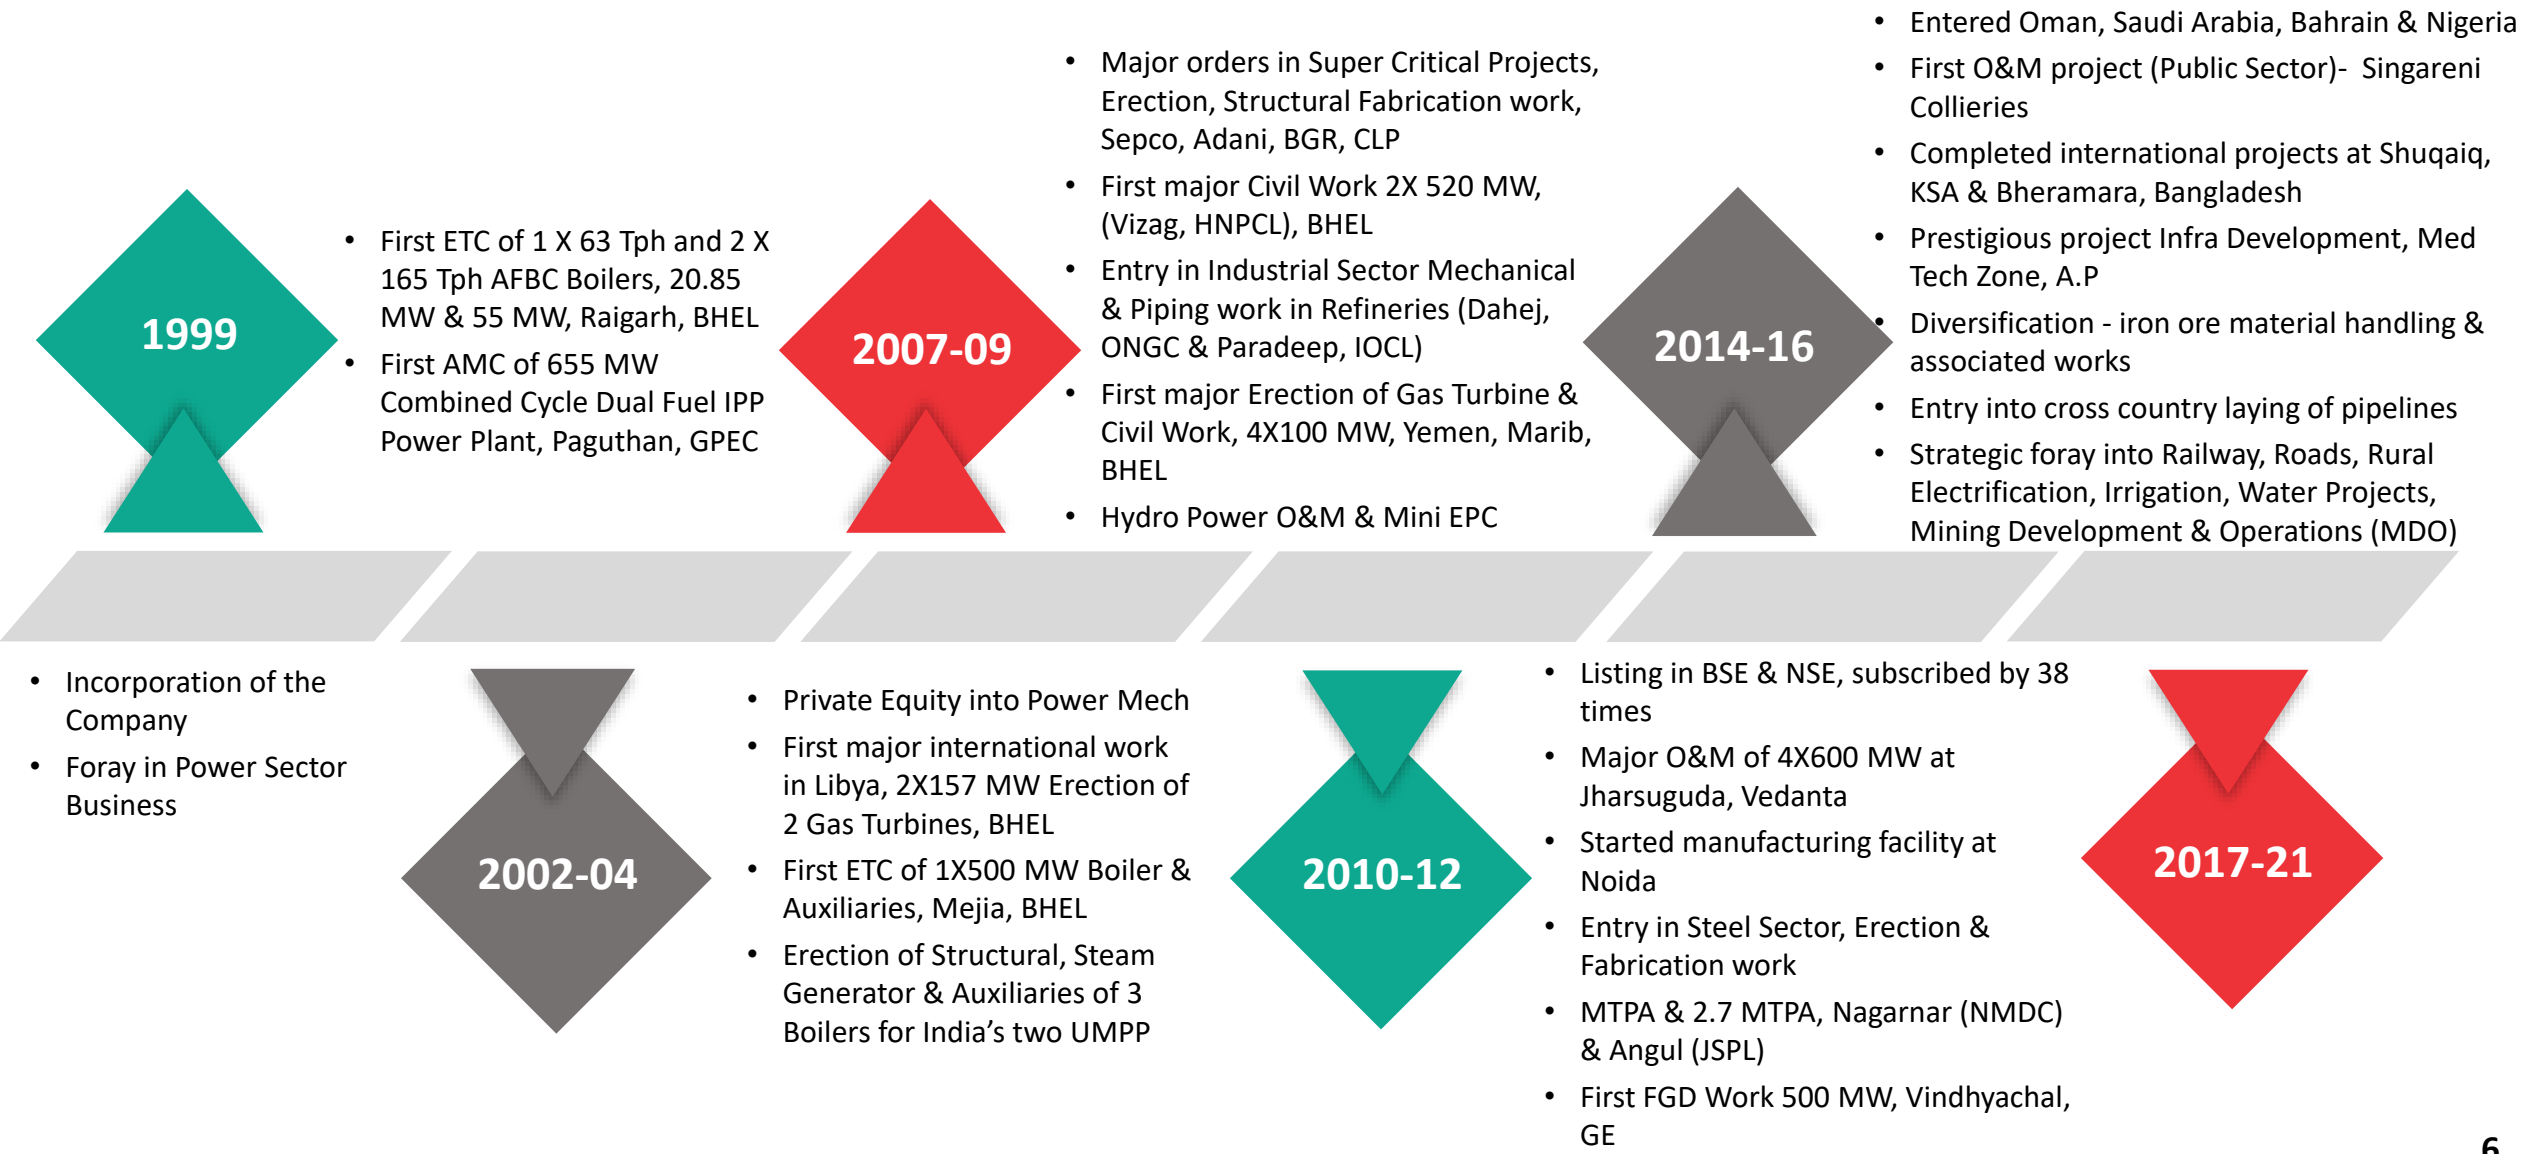 1999
• Incorporation of the
Company
• Foray in Power Sector
Business
• First ETC of 1 X 63 Tph and 2 X
165 Tph AFBC Boilers, 20.85
MW & 55 MW, Raigarh, BHEL
• First AMC of 655 MW
Combined Cycle Dual Fuel IPP
Power Plant, Paguthan, GPEC
2002-04
• Private Equity into Power Mech
• First major international work
in Libya, 2X157 MW Erection of
2 Gas Turbines, BHEL
• First ETC of 1X500 MW Boiler &
Auxiliaries, Mejia, BHEL
• Erection of Structural, Steam
Generator & Auxiliaries of 3
Boilers for India’s two UMPP
2007-09
• Major orders in Super Critical Projects,
Erection, Structural Fabrication work,
Sepco, Adani, BGR, CLP
• First major Civil Work 2X 520 MW,
(Vizag, HNPCL), BHEL
• Entry in Industrial Sector Mechanical
& Piping work in Refineries (Dahej,
ONGC & Paradeep, IOCL)
• First major Erection of Gas Turbine &
Civil Work, 4X100 MW, Yemen, Marib,
BHEL
• Hydro Power O&M & Mini EPC
2010-12
• Listing in BSE & NSE, subscribed by 38
times
• Major O&M of 4X600 MW at
Jharsuguda, Vedanta
• Started manufacturing facility at
Noida
• Entry in Steel Sector, Erection &
Fabrication work
• MTPA & 2.7 MTPA, Nagarnar (NMDC)
& Angul (JSPL)
• First FGD Work 500 MW, Vindhyachal,
GE
2014-16
• Entered Oman, Saudi Arabia, Bahrain & Nigeria
• First O&M project (Public Sector)- Singareni
Collieries
• Completed international projects at Shuqaiq,
KSA & Bheramara, Bangladesh
• Prestigious project Infra Development, Med
Tech Zone, A.P
• Diversification - iron ore material handling &
associated works
• Entry into cross country laying of pipelines
• Strategic foray into Railway, Roads, Rural
Electrification, Irrigation, Water Projects,
Mining Development & Operations (MDO)
2017-21
6